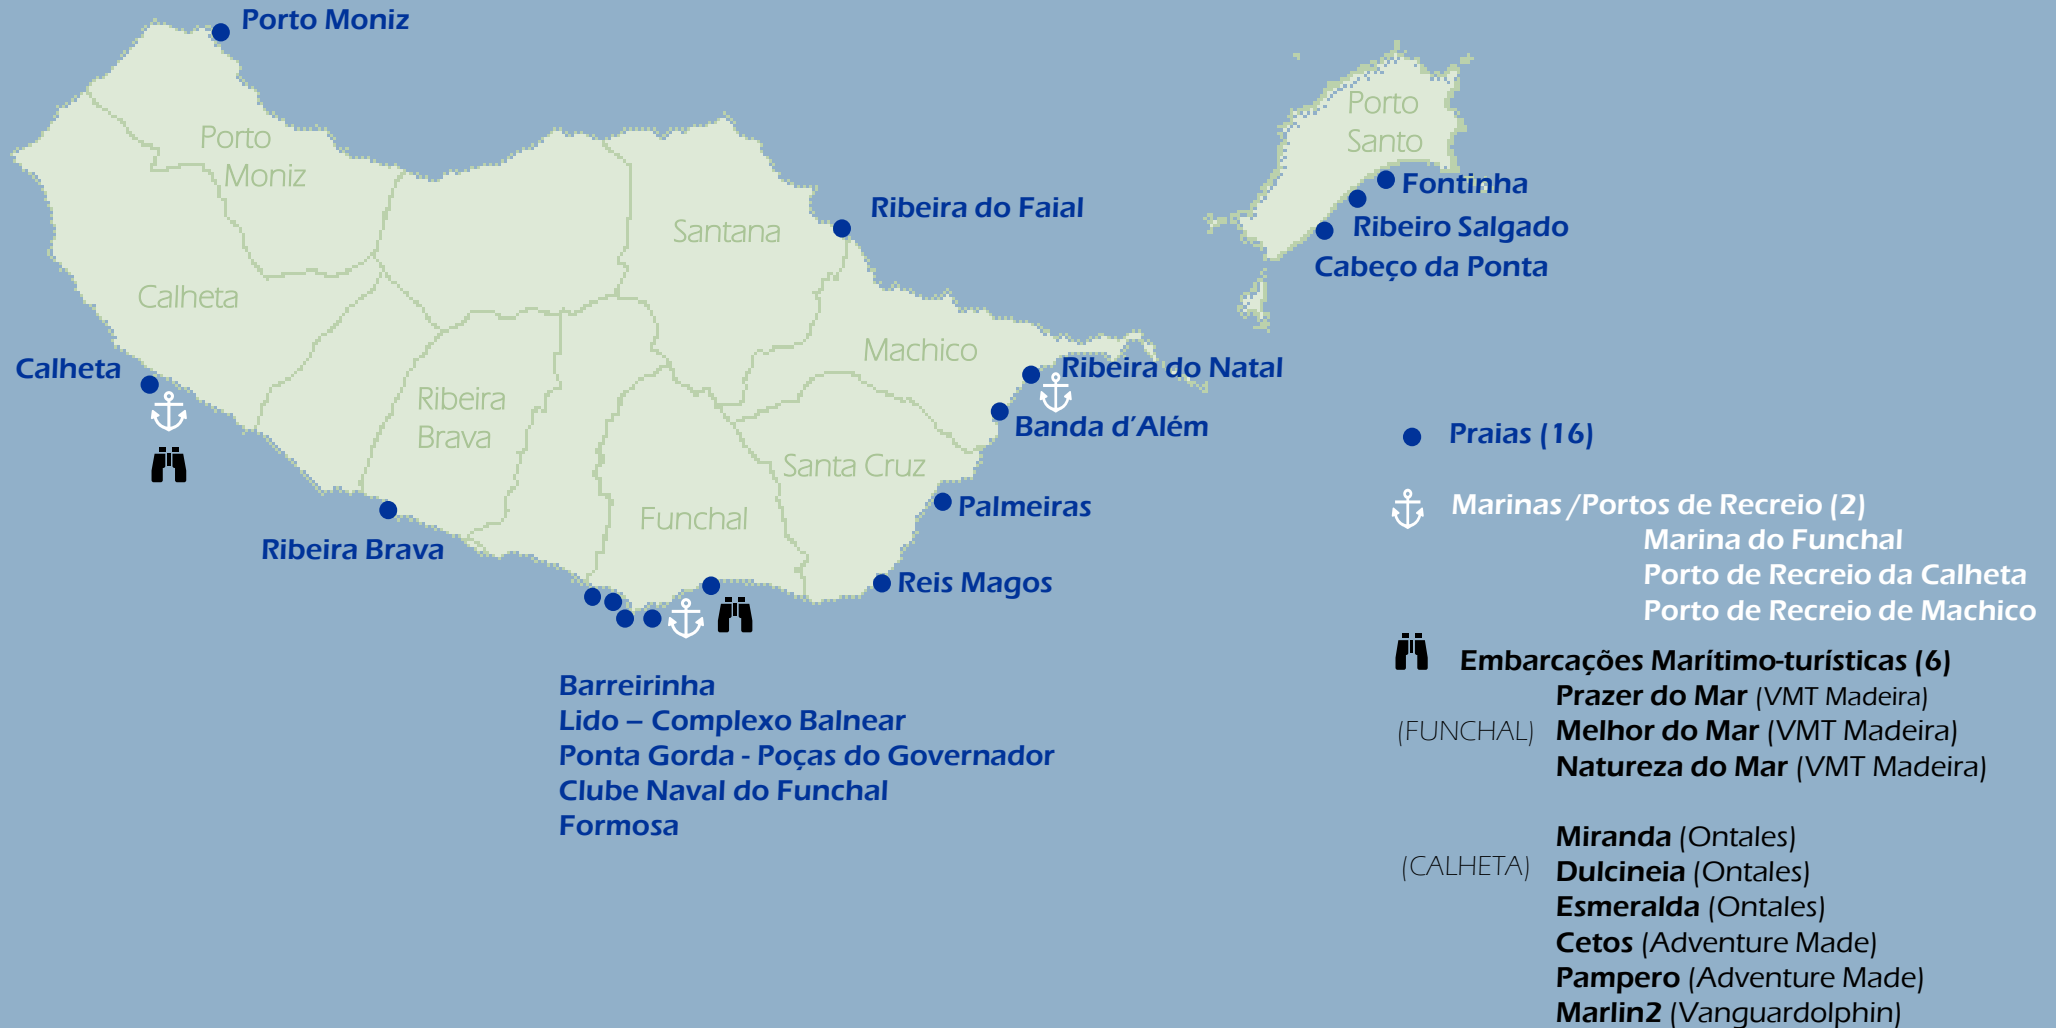 Porto Moniz
Porto
Moniz
Santana
Ribeira do Faial
Calheta
Calheta
Ribeira
Brava
Ribeira Brava
Machico
Ribeira do Natal
Banda d’Além
Santa Cruz
Palmeiras
Funchal
Reis Magos
Barreirinha
Lido – Complexo Balnear
Ponta Gorda - Poças do Governador
Clube Naval do Funchal
Formosa
Porto
Santo
Fontinha
Ribeiro Salgado
Cabeço da Ponta
Praias (16)
Marinas /Portos de Recreio (2)
Marina do Funchal
Porto de Recreio da Calheta
Porto de Recreio de Machico
Embarcações Marítimo-turísticas (6)
Prazer do Mar (VMT Madeira)
(FUNCHAL) Melhor do Mar (VMT Madeira)
Natureza do Mar (VMT Madeira)
Miranda (Ontales)
(CALHETA) Dulcineia (Ontales)
Esmeralda (Ontales)
Cetos (Adventure Made)
Pampero (Adventure Made)
Marlin2 (Vanguardolphin)